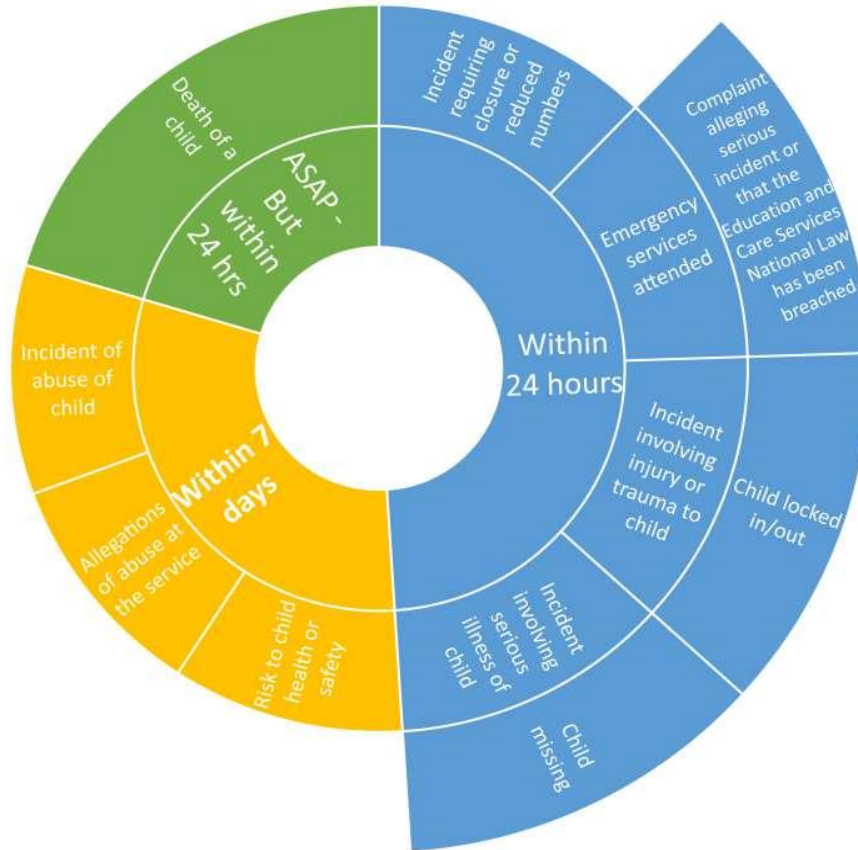 Death of a
child
ASAP -
But
within
24 hrs
Incident
requiring
closure or
reduced
numbers
Complaint
alleging
serious
incident or
that the
Education and
Care Services
National Law
has been
breached
Emergency
services
attended
Within
24 hours
Incident
involving
injury or
trauma to
child
Child locked
in/out
Incident
involving
serious
illness of
child
Child
missing
Within 7
days
Incident of
abuse of
child
Allegations
of abuse at
the service
Risk to child
health or
safety